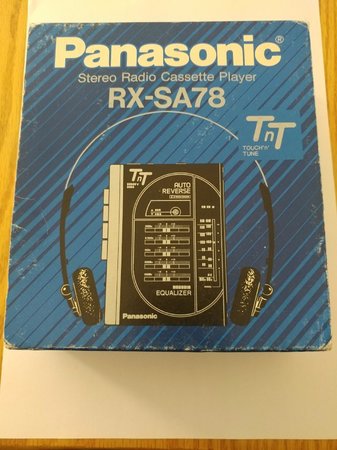 Panasonic®
Stereo Radio Cassette Player
RX-SA78
TnT
TOUCH'n'
TUNE
TnT
AUTO
REVERSE
EQUALIZER
Panasonic